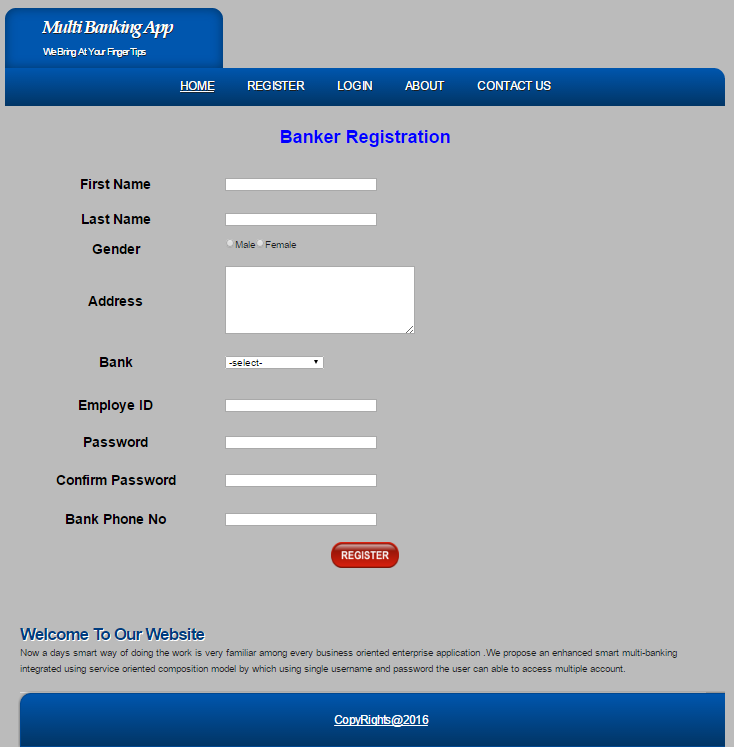 Multi Banking App
We Bring At Your Finger Tips
HOME REGISTER LOGIN ABOUT CONTACT US
Banker Registration
First Name
Last Name
Gender Male Female
Address
Bank -select-
Employe ID
Password
Confirm Password
Bank Phone No
REGISTER
Welcome To Our Website
Now a days smart way of doing the work is very familiar among every business oriented enterprise application .We propose an enhanced smart multi-banking
integrated using service oriented composition model by which using single username and password the user can able to access multiple account.
CopyRights@2016